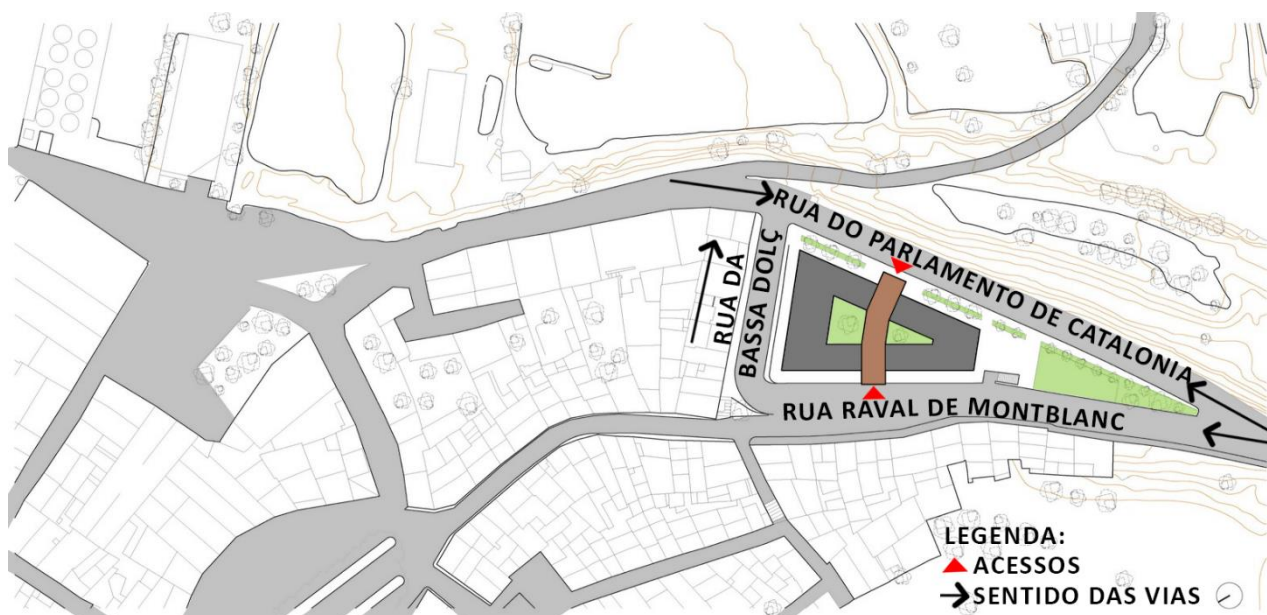 RUA DO PARLAMENTO DE CATALONIA
RUA DA
BASSA DOLÇ
RUA RAVAL DE MONTBLANC
LEGENDA:
ACESSOS
SENTIDO DAS VIAS